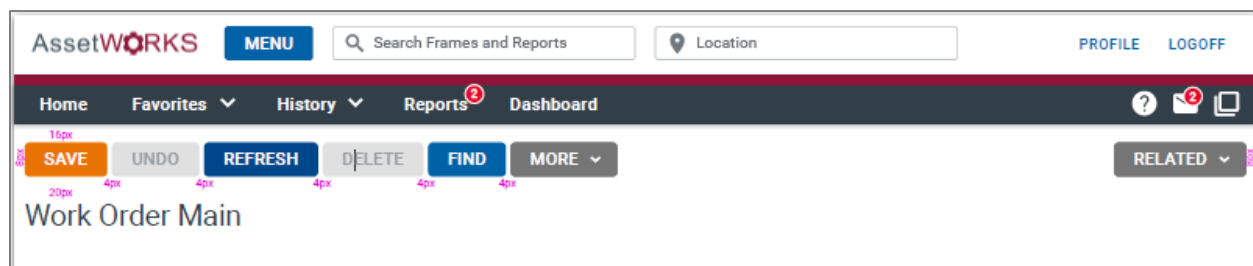 AssetWORKS MENU Search Frames and Reports Location PROFILE LOGOFF
Home Favorites History Reports 2 Dashboard ? 2
16px
8px SAVE UNDO REFRESH DELETE FIND MORE RELATED
4px 4px 4px 4px 4px
20px
Work Order Main